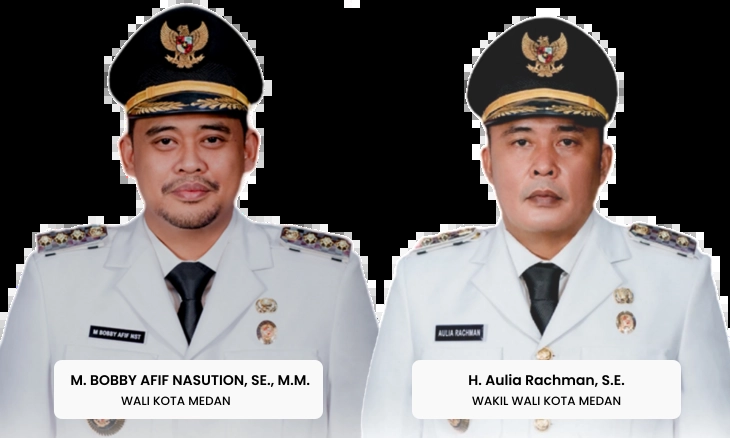 M BOBBY AFIF NST
AULIA RACHMAN
M. BOBBY AFIF NASUTION, SE., M.M.
WALI KOTA MEDAN
H. Aulia Rachman, S.E.
WAKIL WALI KOTA MEDAN